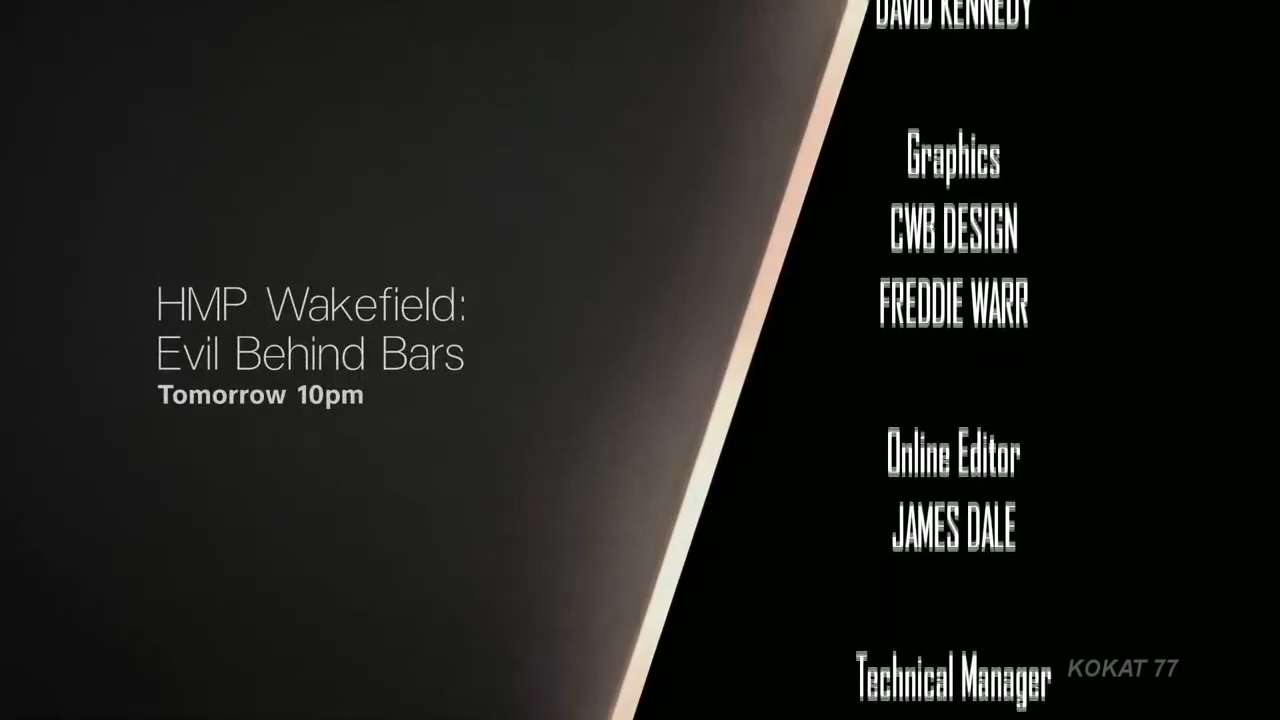 HMP Wakefield:
Evil Behind Bars
Tomorrow 10pm
DAVID KENNEDY
Graphics
CWB DESIGN
FREDDIE WARR
Online Editor
JAMES DALE
Technical Manager
KOKAT 77